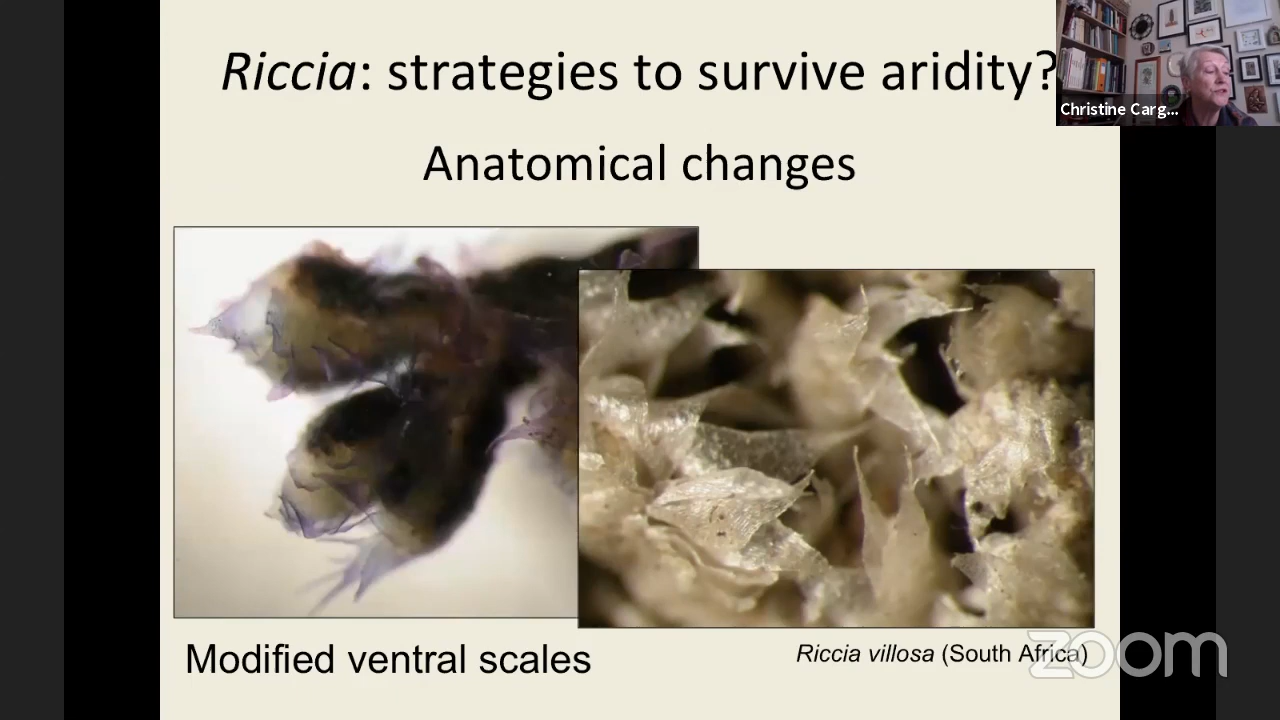 Riccia: strategies to survive aridity?
Christine Carg...
Anatomical changes
Modified ventral scales
Riccia villosa (South Africa)
zoom